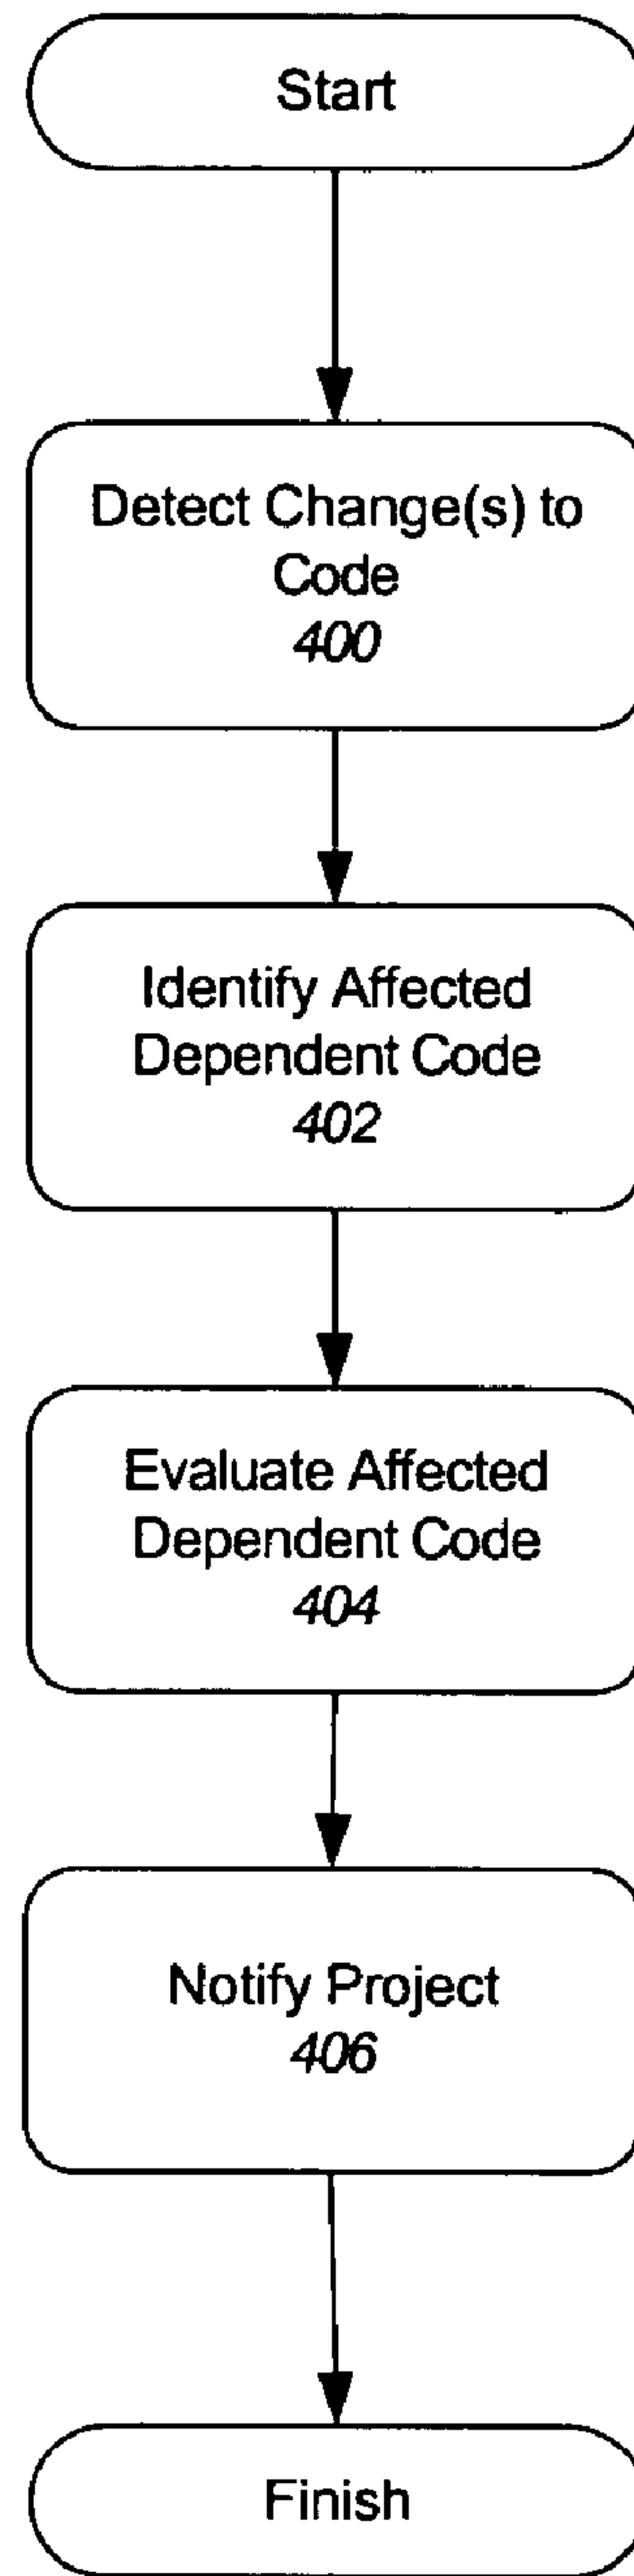 Start
Detect Change(s) to
Code
400
Identify Affected
Dependent Code
402
Evaluate Affected
Dependent Code
404
Notify Project
406
Finish